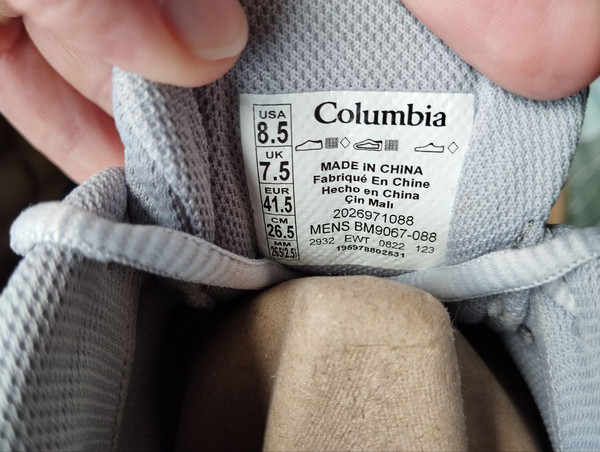 USA
8.5
UK
7.5
EUR
41.5
CM
26.5
MM
265(2.5)
Columbia
MADE IN CHINA
Fabriqué En Chine
Hecho en China
Çin Malı
2026971088
MENS BM9067-088
2932 EWT 0822 123
195978802531